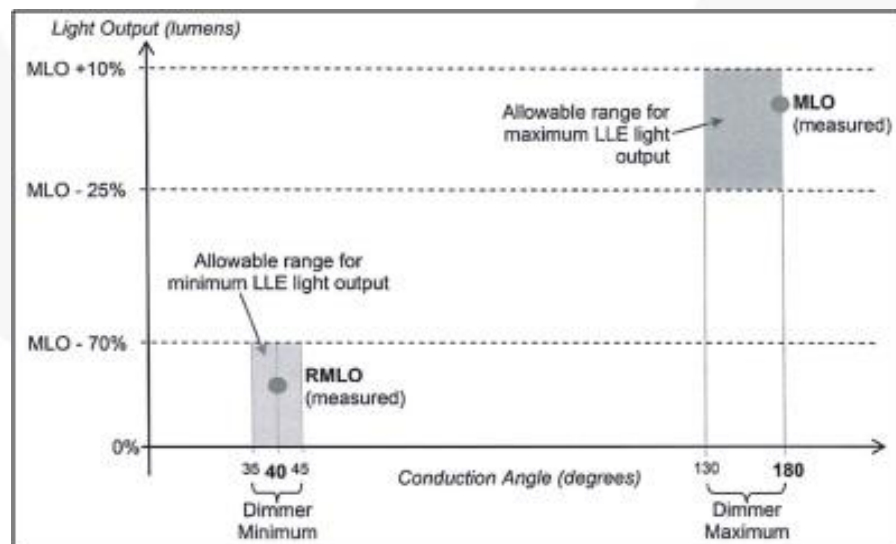 Light Output (lumens)
MLO +10%
Allowable range for
maximum LLE light
output
MLO
(measured)
MLO - 25%
Allowable range for
minimum LLE light output
MLO - 70%
RMLO
(measured)
0%
35 40 45
Conduction Angle (degrees)
130 180
Dimmer
Minimum
Dimmer
Maximum